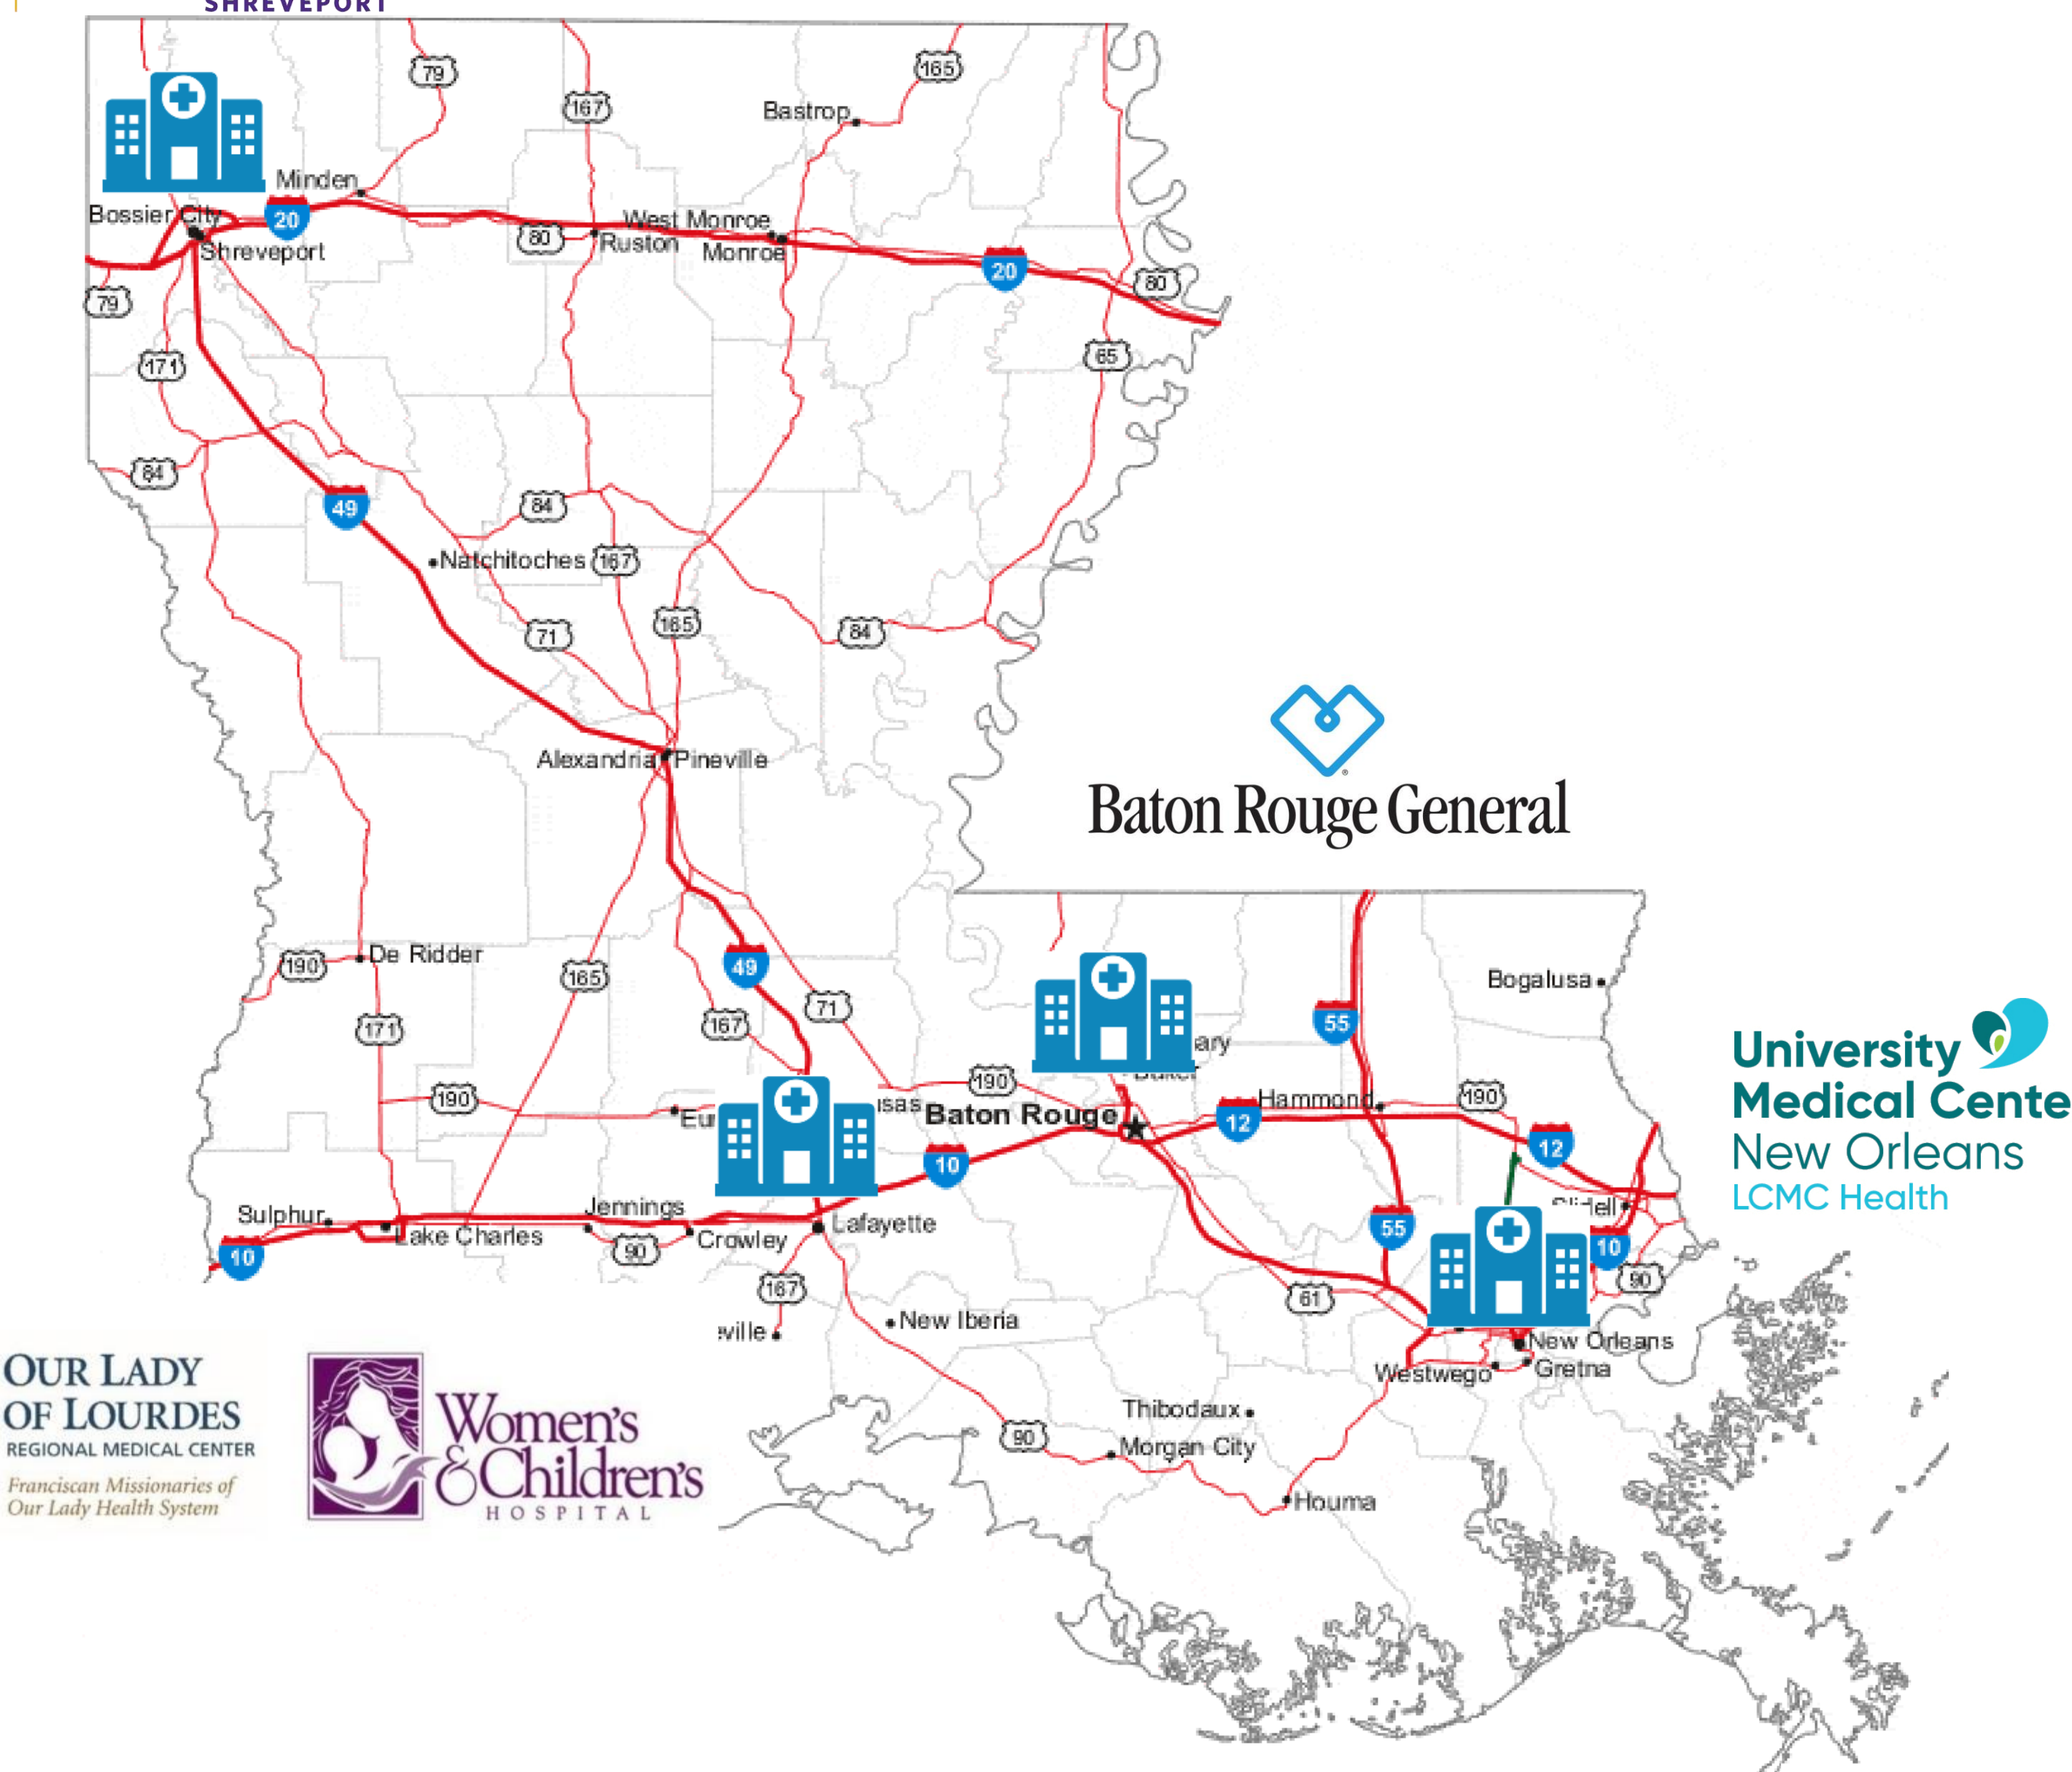 SHREVEPORT
79
167
165
Bastrop
Minden
Bossier City
20
West Monroe
80
Ruston
Monroe
Shreveport
20
80
79
171
65
84
49
84
Natchitoches
167
71
165
84
Alexandria
Pineville
Baton Rouge General
190
De Ridder
165
49
71
167
171
Bogalusa
55
University
Medical Cente
New Orleans
LCMC Health
190
190
Baton Rouge
12
Hammond
190
12
10
Sulphur
Lake Charles
Jennings
90
Crowley
Lafayette
10
55
10
90
61
167
New Iberia
New Orleans
Gretna
Westwego
Thibodaux
90
Morgan City
Houma
OUR LADY
OF LOURDES
REGIONAL MEDICAL CENTER
Franciscan Missionaries of
Our Lady Health System
Women's
&Children's
HOSPITAL